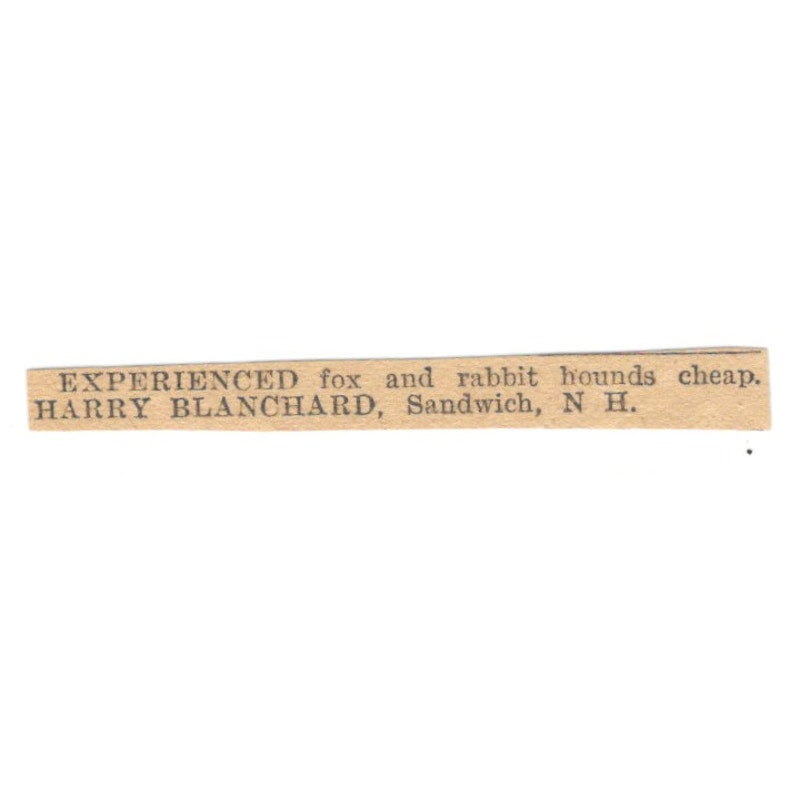 EXPERIENCED fox and rabbit hounds cheap.
HARRY BLANCHARD, Sandwich, N H.